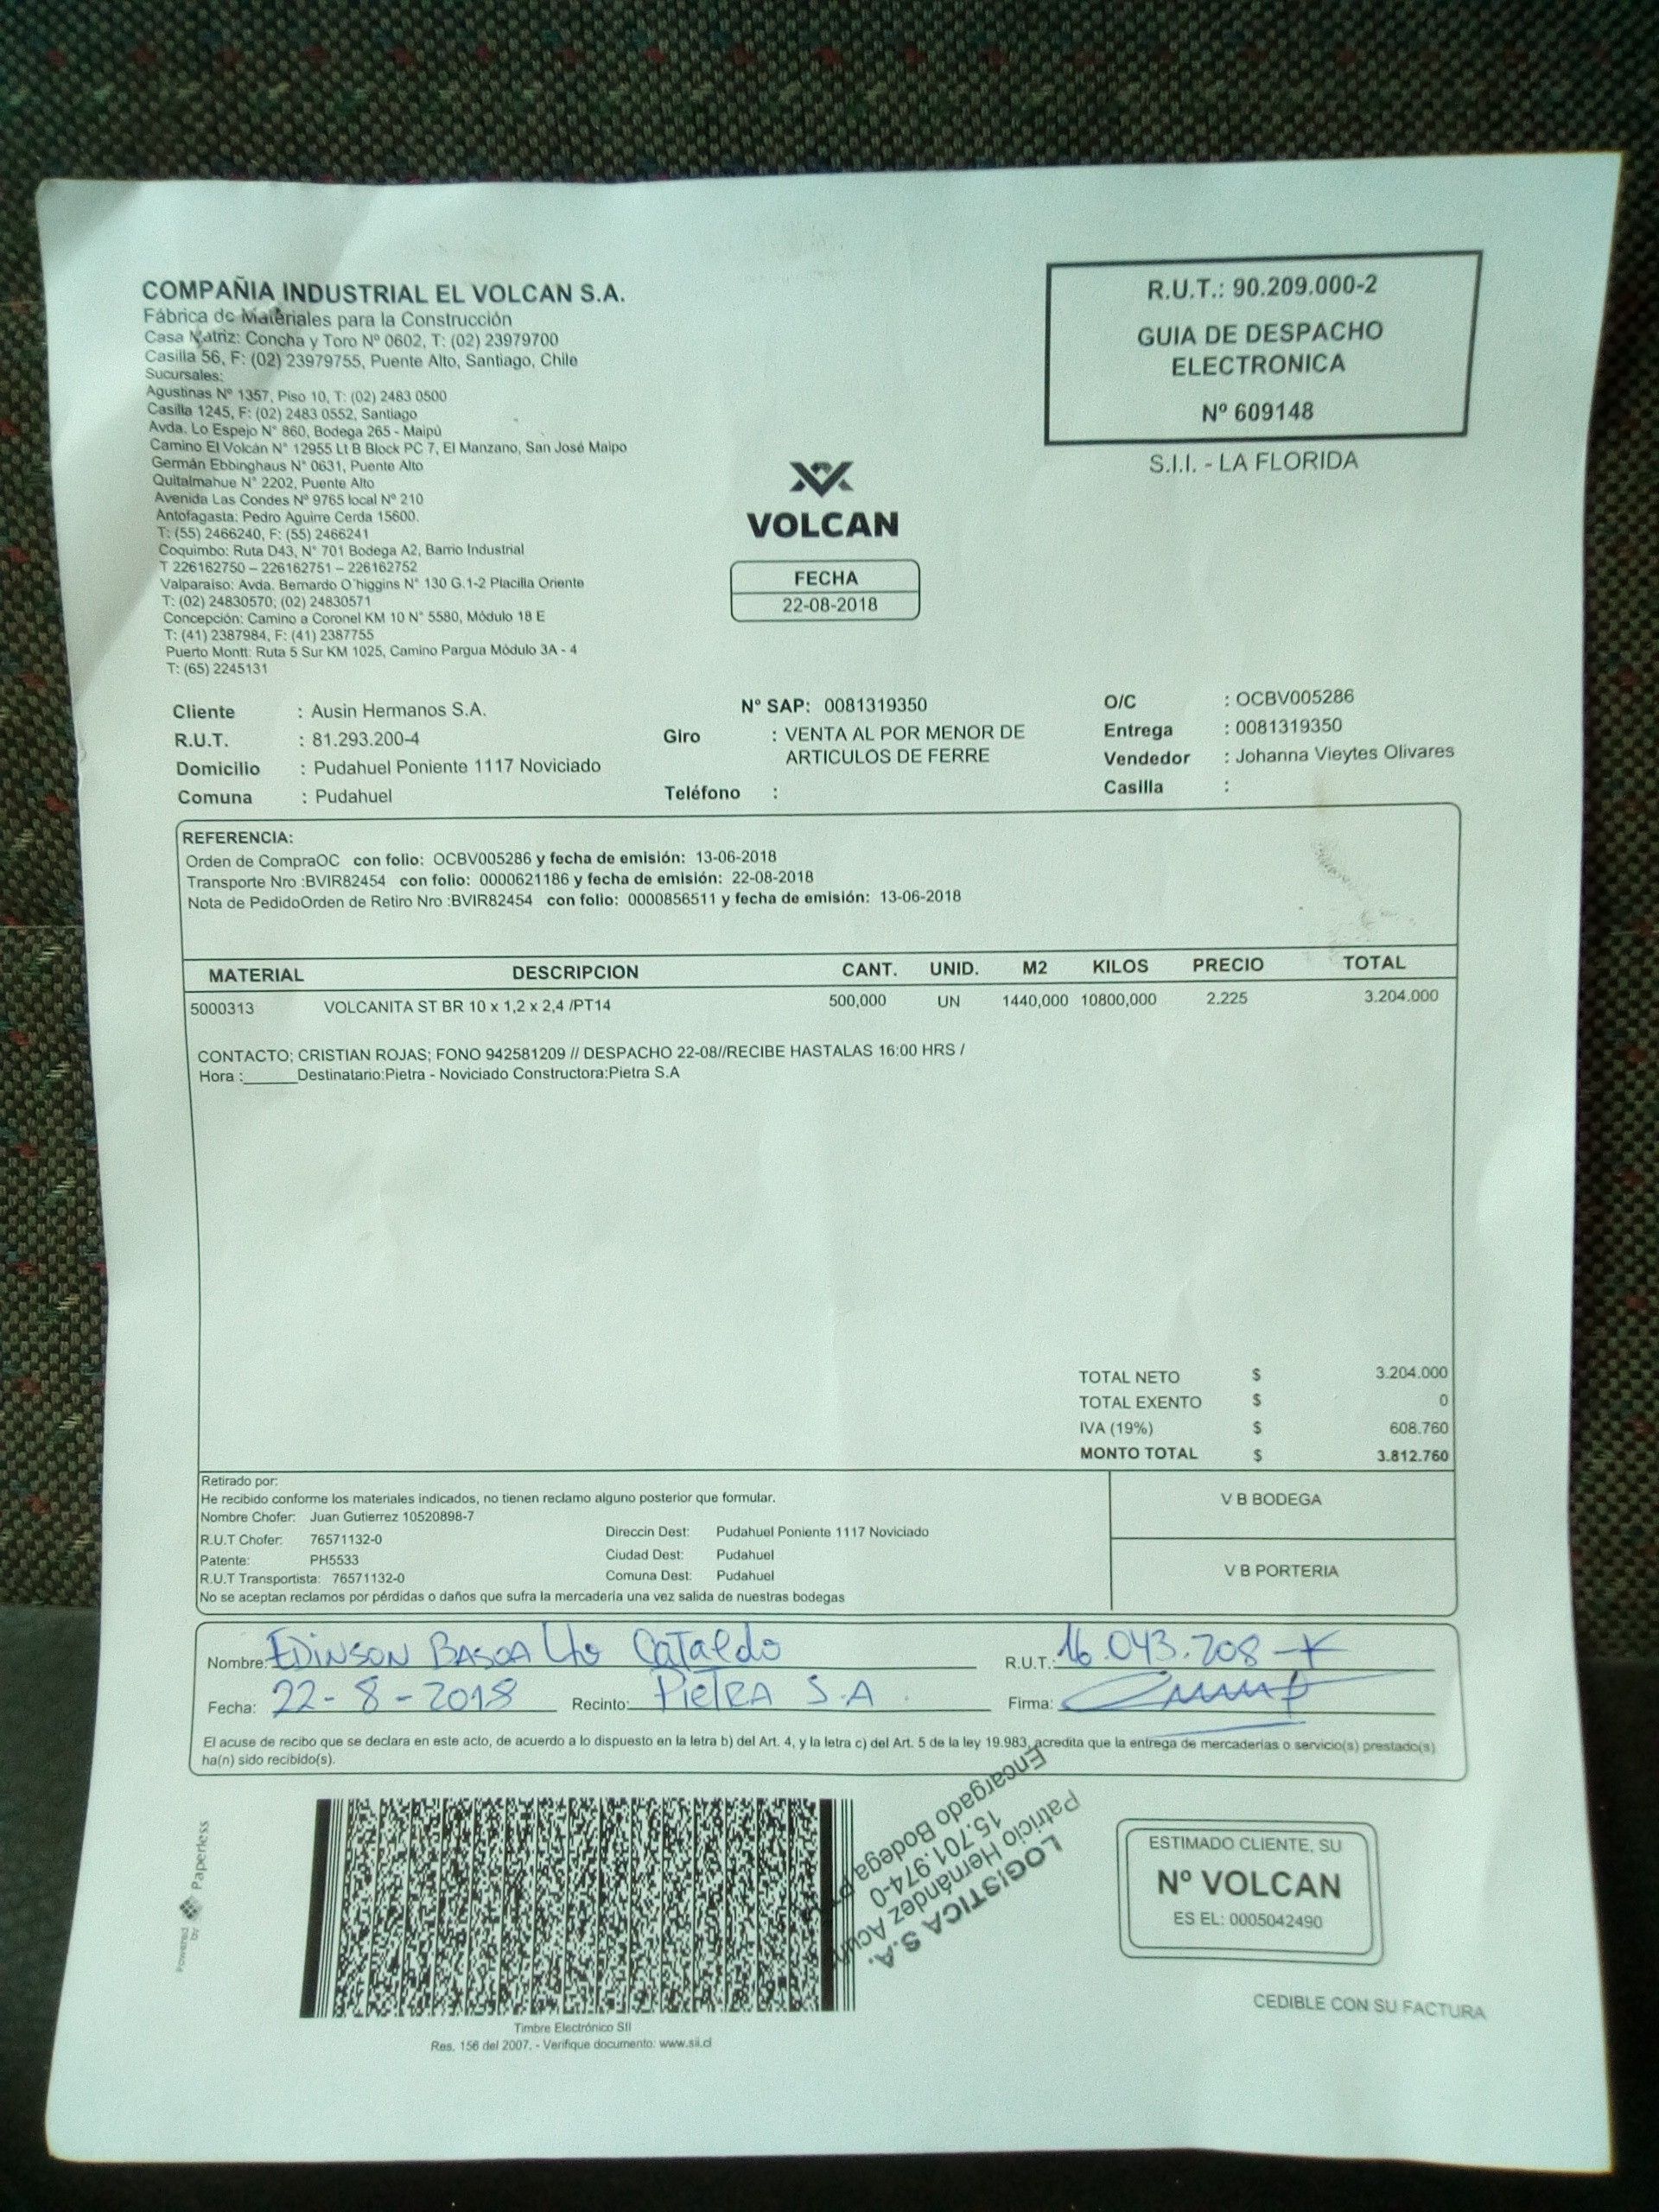 COMPAÑIA INDUSTRIAL EL VOLCAN S.A.
Fábrica de Materiales para la Construcción
Casa Matriz: Concha y Toro Nº 0602, T: (02) 23979700
Casilla 56, F: (02) 23979755, Puente Alto, Santiago, Chile
Sucursales:
Agustinas Nº 1357, Piso 10, T: (02) 2483 0500
Casilla 1245, F: (02) 2483 0552, Santiago
Avda. Lo Espejo N° 860, Bodega 265 - Maipú
Camino El Volcán N° 12955 Lt B Block PC 7, El Manzano, San José Maipo
Germán Ebbinghaus N° 0631, Puente Alto
Quitalmahue N° 2202, Puente Alto
Avenida Las Condes Nº 9765 local Nº 210
Antofagasta: Pedro Aguirre Cerda 15600.
T: (55) 2466240, F: (55) 2466241
Coquimbo: Ruta D43, N° 701 Bodega A2, Barrio Industrial
T 226162750 – 226162751 – 226162752
Valparaiso: Avda. Bernardo O´higgins N° 130 G.1-2 Placilla Oriente
T: (02) 24830570; (02) 24830571
Concepción: Camino a Coronel KM 10 N° 5580, Módulo 18 E
T: (41) 2387984, F: (41) 2387755
Puerto Montt: Ruta 5 Sur KM 1025, Camino Pargua Módulo 3A - 4
T: (65) 2245131
R.U.T.: 90.209.000-2
GUIA DE DESPACHO
ELECTRONICA
Nº 609148
S.I.I. - LA FLORIDA
VOLCAN
FECHA
22-08-2018
Cliente : Ausin Hermanos S.A.
R.U.T. : 81.293.200-4
Domicilio : Pudahuel Poniente 1117 Noviciado
Comuna : Pudahuel
Nº SAP: 0081319350
Giro : VENTA AL POR MENOR DE
ARTICULOS DE FERRE
Teléfono :
O/C : OCBV005286
Entrega : 0081319350
Vendedor : Johanna Vieytes Olivares
Casilla :
REFERENCIA:
Orden de CompraOC con folio: OCBV005286 y fecha de emisión: 13-06-2018
Transporte Nro :BVIR82454 con folio: 0000621186 y fecha de emisión: 22-08-2018
Nota de PedidoOrden de Retiro Nro :BVIR82454 con folio: 0000856511 y fecha de emisión: 13-06-2018
MATERIAL DESCRIPCION CANT. UNID. M2 KILOS PRECIO TOTAL
5000313 VOLCANITA ST BR 10 x 1,2 x 2,4 /PT14 500,000 UN 1440,000 10800,000 2.225 3.204.000
CONTACTO; CRISTIAN ROJAS; FONO 942581209 // DESPACHO 22-08//RECIBE HASTALAS 16:00 HRS /
Hora :______Destinatario:Pietra - Noviciado Constructora:Pietra S.A
TOTAL NETO $ 3.204.000
TOTAL EXENTO $ 0
IVA (19%) $ 608.760
MONTO TOTAL $ 3.812.760
Retirado por:
He recibido conforme los materiales indicados, no tienen reclamo alguno posterior que formular.
Nombre Chofer: Juan Gutierrez 10520898-7
R.U.T Chofer: 76571132-0
Patente: PH5533
R.U.T Transportista: 76571132-0
Direccin Dest: Pudahuel Poniente 1117 Noviciado
Ciudad Dest: Pudahuel
Comuna Dest: Pudahuel
No se aceptan reclamos por pérdidas o daños que sufra la mercadería una vez salida de nuestras bodegas
V B BODEGA
V B PORTERIA
Nombre: EDINSON BASOALto CATAldo R.U.T.: 16.043.208-K
Fecha: 22-8-2018 Recinto: PIETRA S.A. Firma:
El acuse de recibo que se declara en este acto, de acuerdo a lo dispuesto en la letra b) del Art. 4, y la letra c) del Art. 5 de la ley 19.983, acredita que la entrega de mercaderías o servicio(s) prestado(s)
ha(n) sido recibido(s).
LOGISTICA S.A.
Patricio Hernández
15.701.974-0
Encargado Bodega
Powered by Paperless
Timbre Electrónico SII
Res. 156 del 2007. - Verifique documento: www.sii.cl
ESTIMADO CLIENTE, SU
Nº VOLCAN
ES EL: 0005042490
CEDIBLE CON SU FACTURA